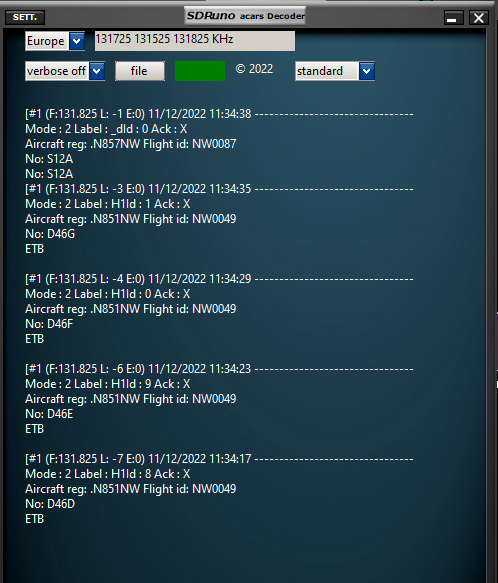 SETT.
SDRuno acars Decoder
Europe 131725 131525 131825 KHz
verbose off file © 2022 standard
[#1 (F:131.825 L: -1 E:0) 11/12/2022 11:34:38 --------------------------------
Mode : 2 Label : _dId : 0 Ack : X
Aircraft reg: .N857NW Flight id: NW0087
No: S12A
No: S12A
[#1 (F:131.825 L: -3 E:0) 11/12/2022 11:34:35 --------------------------------
Mode : 2 Label : H1Id : 1 Ack : X
Aircraft reg: .N851NW Flight id: NW0049
No: D46G
ETB
[#1 (F:131.825 L: -4 E:0) 11/12/2022 11:34:29 --------------------------------
Mode : 2 Label : H1Id : 0 Ack : X
Aircraft reg: .N851NW Flight id: NW0049
No: D46F
ETB
[#1 (F:131.825 L: -6 E:0) 11/12/2022 11:34:23 --------------------------------
Mode : 2 Label : H1Id : 9 Ack : X
Aircraft reg: .N851NW Flight id: NW0049
No: D46E
ETB
[#1 (F:131.825 L: -7 E:0) 11/12/2022 11:34:17 --------------------------------
Mode : 2 Label : H1Id : 8 Ack : X
Aircraft reg: .N851NW Flight id: NW0049
No: D46D
ETB